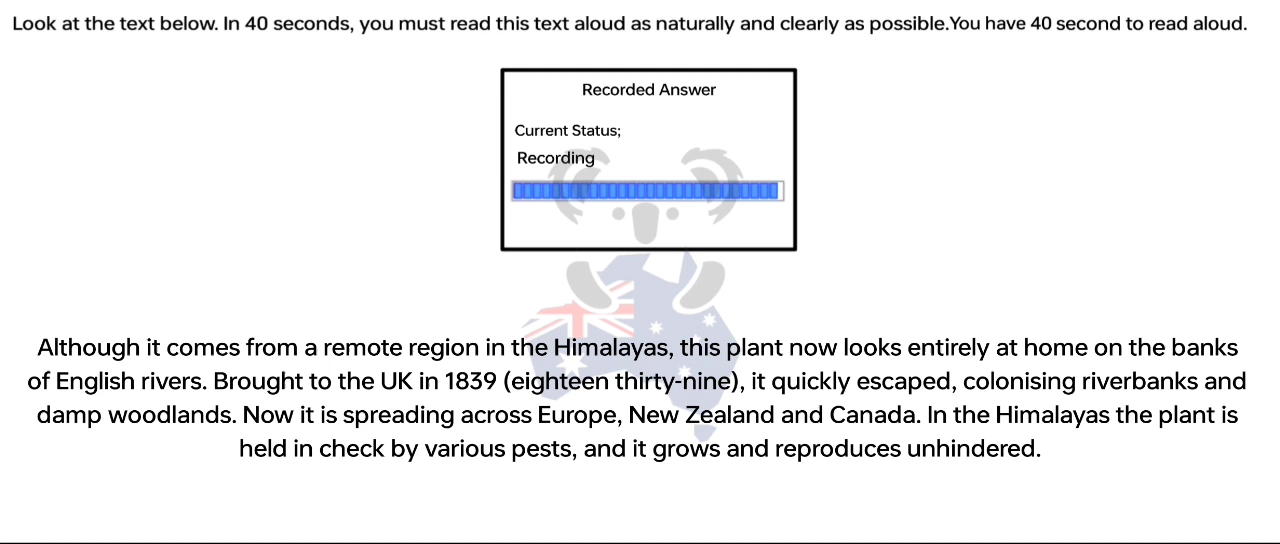 Look at the text below. In 40 seconds, you must read this text aloud as naturally and clearly as possible.You have 40 second to read aloud.
Recorded Answer
Current Status;
Recording
Although it comes from a remote region in the Himalayas, this plant now looks entirely at home on the banks
of English rivers. Brought to the UK in 1839 (eighteen thirty-nine), it quickly escaped, colonising riverbanks and
damp woodlands. Now it is spreading across Europe, New Zealand and Canada. In the Himalayas the plant is
held in check by various pests, and it grows and reproduces unhindered.